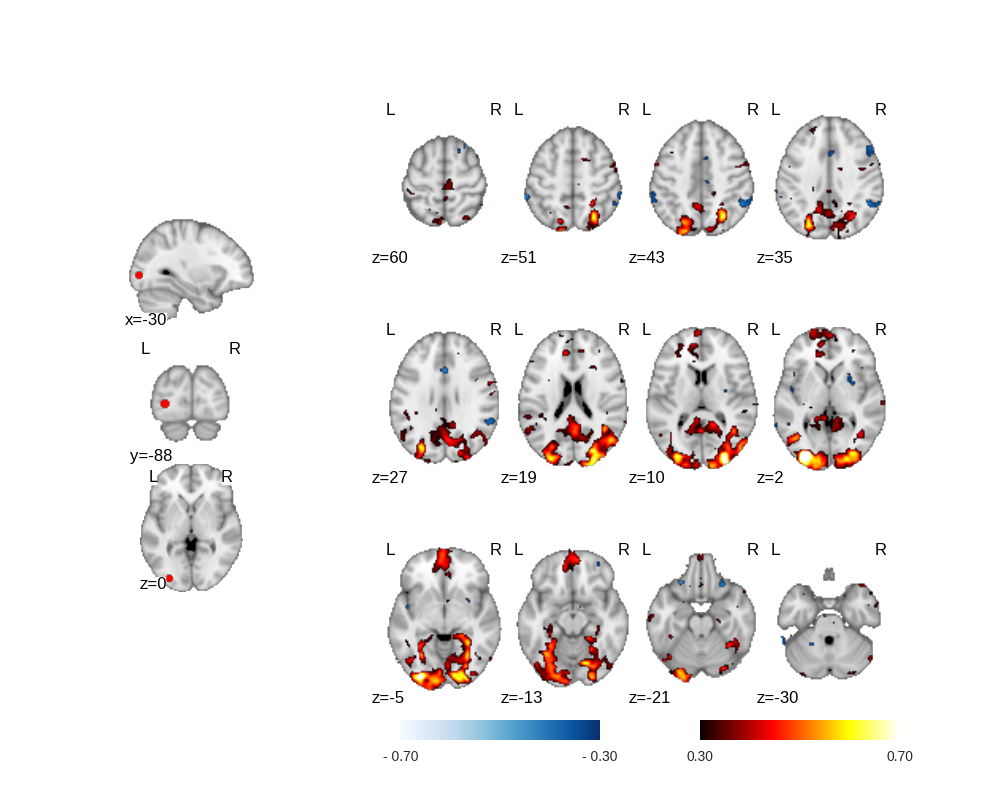 L R L R L R L R
z=60 z=51 z=43 z=35
x=-30
L R
y=-88
L R
z=0
L R L R L R L R
z=27 z=19 z=10 z=2
L R L R L R L R
z=-5 z=-13 z=-21 z=-30
- 0.70 - 0.30 0.30 0.70